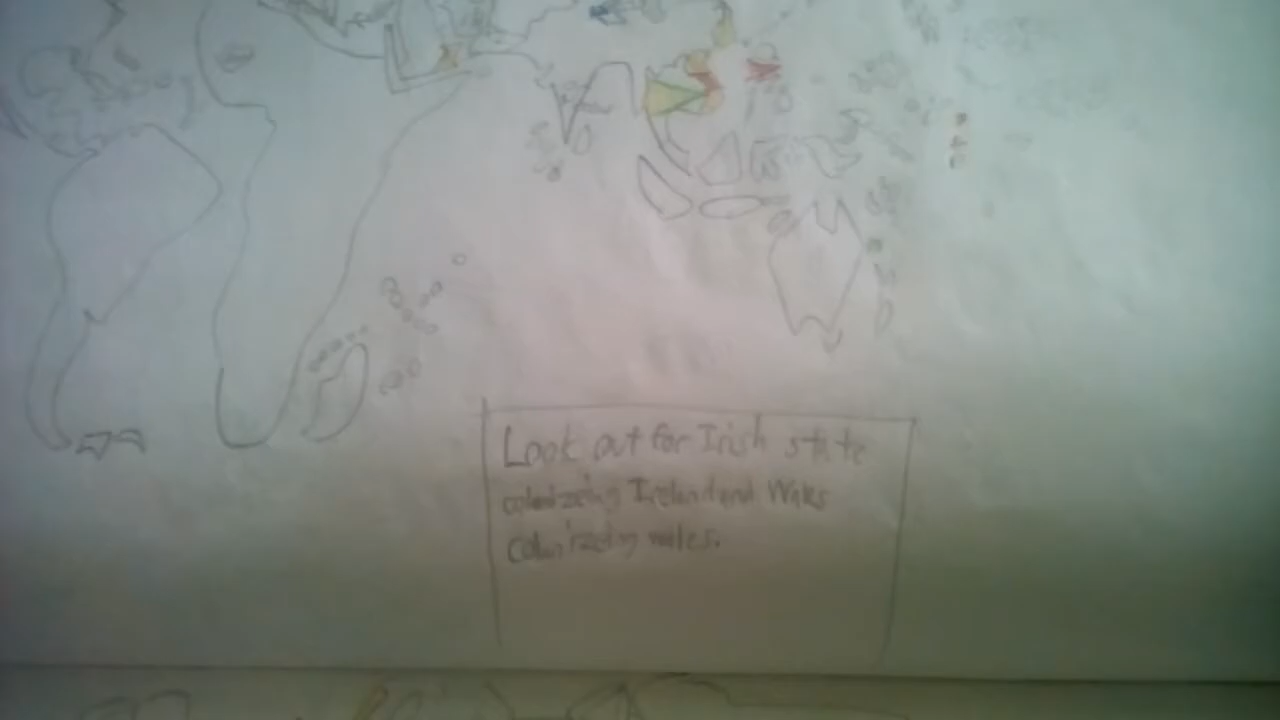 Look out for Irish state
colonizeing Ireland and Wales
colonizeing wales.